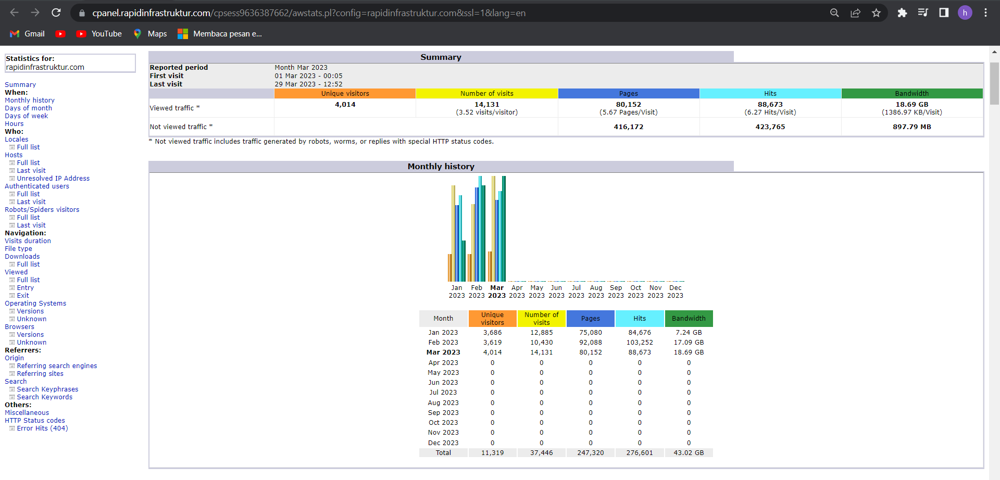 cpanel.rapidinfrastruktur.com/cpsess9636387662/awstats.pl?config=rapidinfrastruktur.com&ssl=1&lang=en
h
Gmail YouTube Maps Membaca pesan e...
Statistics for:
rapidinfrastruktur.com
Summary
When:
Monthly history
Days of month
Days of week
Hours
Who:
Locales
Full list
Hosts
Full list
Last visit
Unresolved IP Address
Authenticated users
Full list
Last visit
Robots/Spiders visitors
Full list
Last visit
Navigation:
Visits duration
File type
Downloads
Full list
Viewed
Full list
Entry
Exit
Operating Systems
Versions
Unknown
Browsers
Versions
Unknown
Referrers:
Origin
Referring search engines
Referring sites
Search
Search Keyphrases
Search Keywords
Others:
Miscellaneous
HTTP Status codes
Error Hits (404)
Summary
Reported period Month Mar 2023
First visit 01 Mar 2023 - 00:05
Last visit 29 Mar 2023 - 12:52
Unique visitors Number of visits Pages Hits Bandwidth
Viewed traffic * 4,014 14,131 80,152 88,673 18.69 GB
(3.52 visits/visitor) (5.67 Pages/Visit) (6.27 Hits/Visit) (1386.97 KB/Visit)
Not viewed traffic * 416,172 423,765 897.79 MB
* Not viewed traffic includes traffic generated by robots, worms, or replies with special HTTP status codes.
Monthly history
Jan Feb Mar Apr May Jun Jul Aug Sep Oct Nov Dec
2023 2023 2023 2023 2023 2023 2023 2023 2023 2023 2023 2023
Month Unique visitors Number of visits Pages Hits Bandwidth
Jan 2023 3,686 12,885 75,080 84,676 7.24 GB
Feb 2023 3,619 10,430 92,088 103,252 17.09 GB
Mar 2023 4,014 14,131 80,152 88,673 18.69 GB
Apr 2023 0 0 0 0 0
May 2023 0 0 0 0 0
Jun 2023 0 0 0 0 0
Jul 2023 0 0 0 0 0
Aug 2023 0 0 0 0 0
Sep 2023 0 0 0 0 0
Oct 2023 0 0 0 0 0
Nov 2023 0 0 0 0 0
Dec 2023 0 0 0 0 0
Total 11,319 37,446 247,320 276,601 43.02 GB